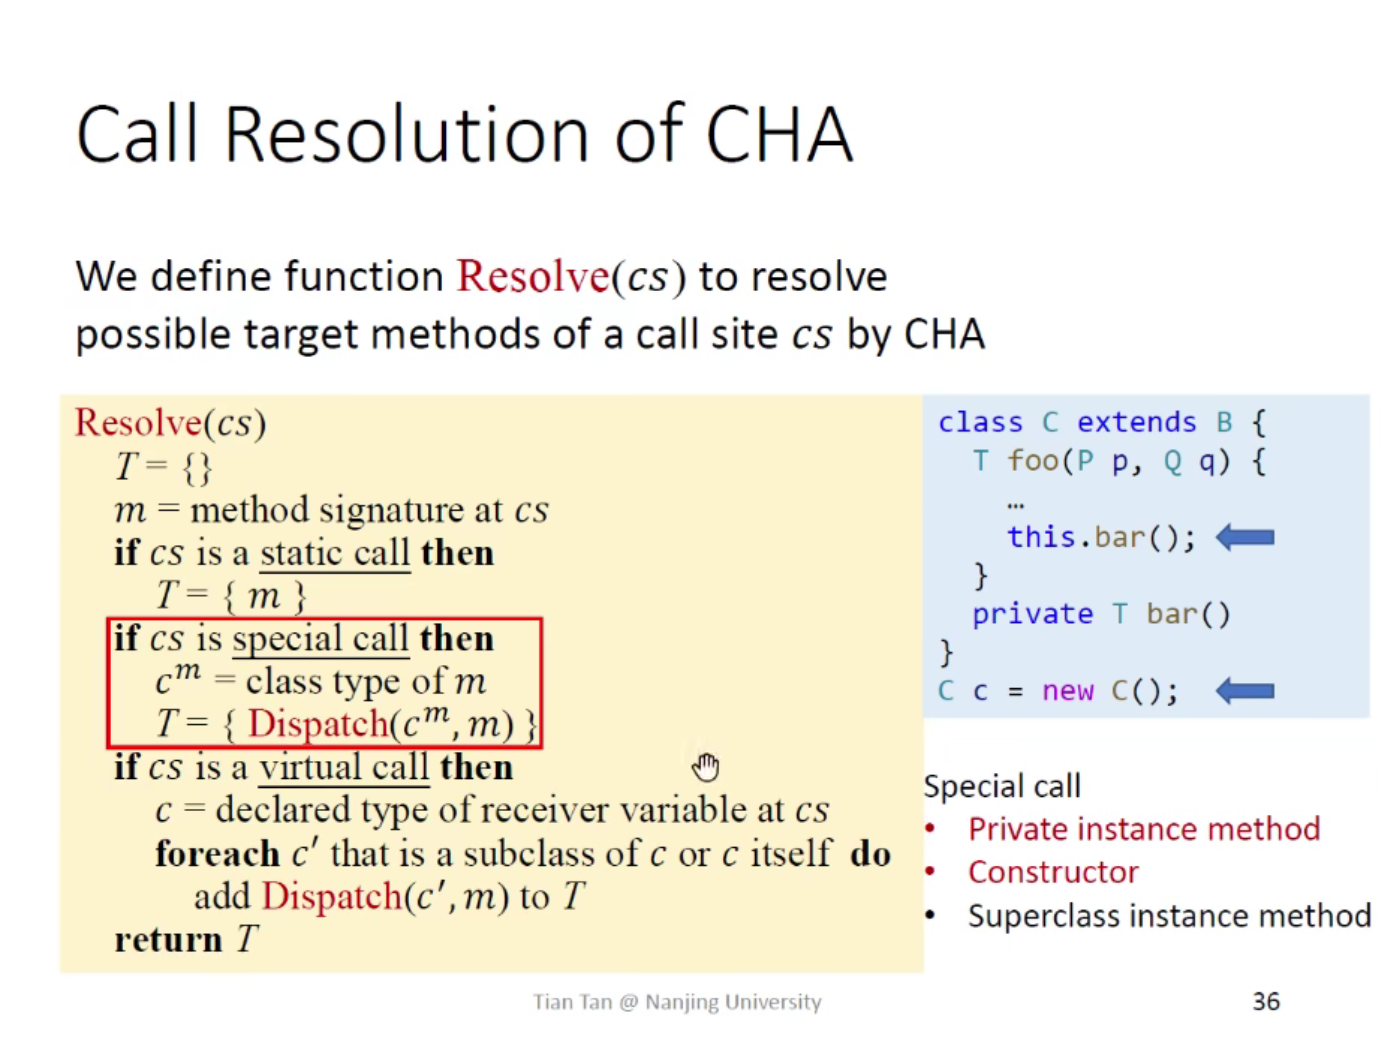 Call Resolution of CHA
We define function Resolve(cs) to resolve
possible target methods of a call site cs by CHA
Resolve(cs)
T = {}
m = method signature at cs
if cs is a static call then
T = { m }
if cs is special call then
c^m = class type of m
T = { Dispatch(c^m, m) }
if cs is a virtual call then
c = declared type of receiver variable at cs
foreach c′ that is a subclass of c or c itself do
add Dispatch(c′, m) to T
return T
class C extends B {
T foo(P p, Q q) {
…
this.bar();
}
private T bar()
}
C c = new C();
Special call
• Private instance method
• Constructor
• Superclass instance method
Tian Tan @ Nanjing University
36